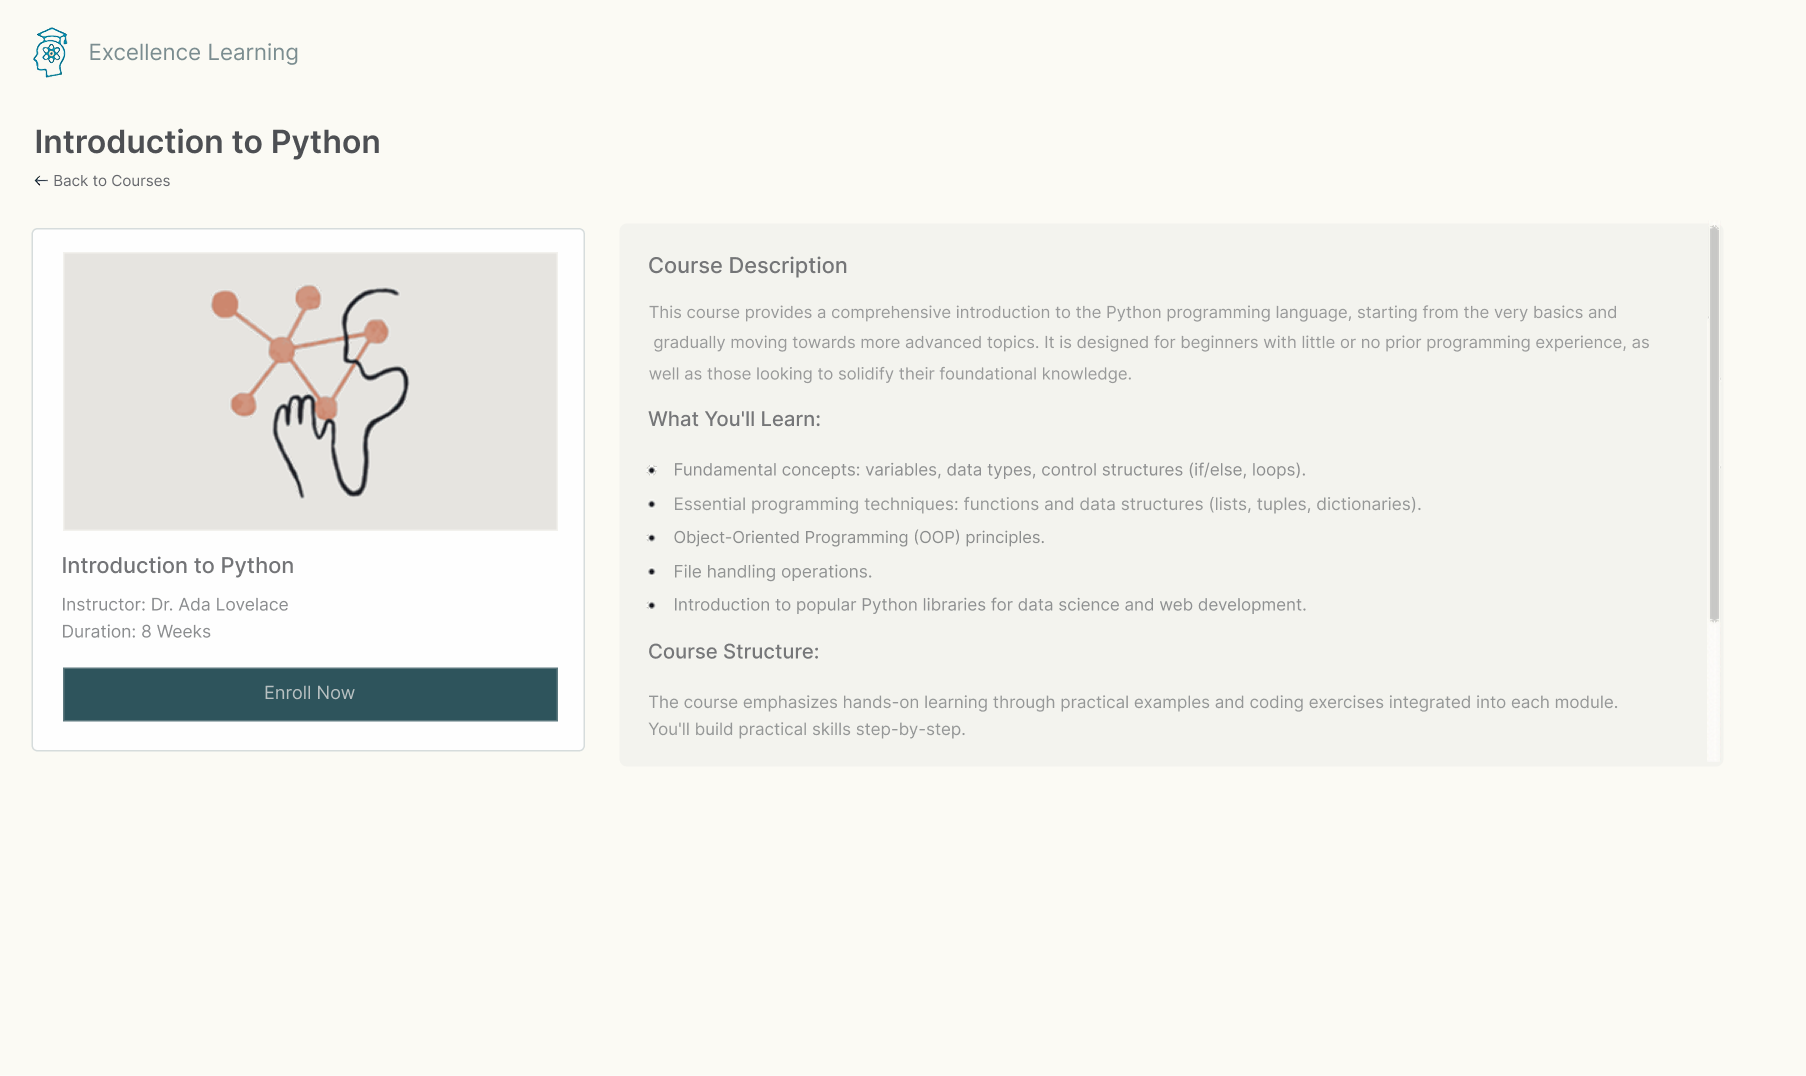 Excellence Learning
Introduction to Python
← Back to Courses
Introduction to Python
Instructor: Dr. Ada Lovelace
Duration: 8 Weeks
Enroll Now
Course Description
This course provides a comprehensive introduction to the Python programming language, starting from the very basics and
gradually moving towards more advanced topics. It is designed for beginners with little or no prior programming experience, as
well as those looking to solidify their foundational knowledge.
What You'll Learn:
• Fundamental concepts: variables, data types, control structures (if/else, loops).
• Essential programming techniques: functions and data structures (lists, tuples, dictionaries).
• Object-Oriented Programming (OOP) principles.
• File handling operations.
• Introduction to popular Python libraries for data science and web development.
Course Structure:
The course emphasizes hands-on learning through practical examples and coding exercises integrated into each module.
You'll build practical skills step-by-step.